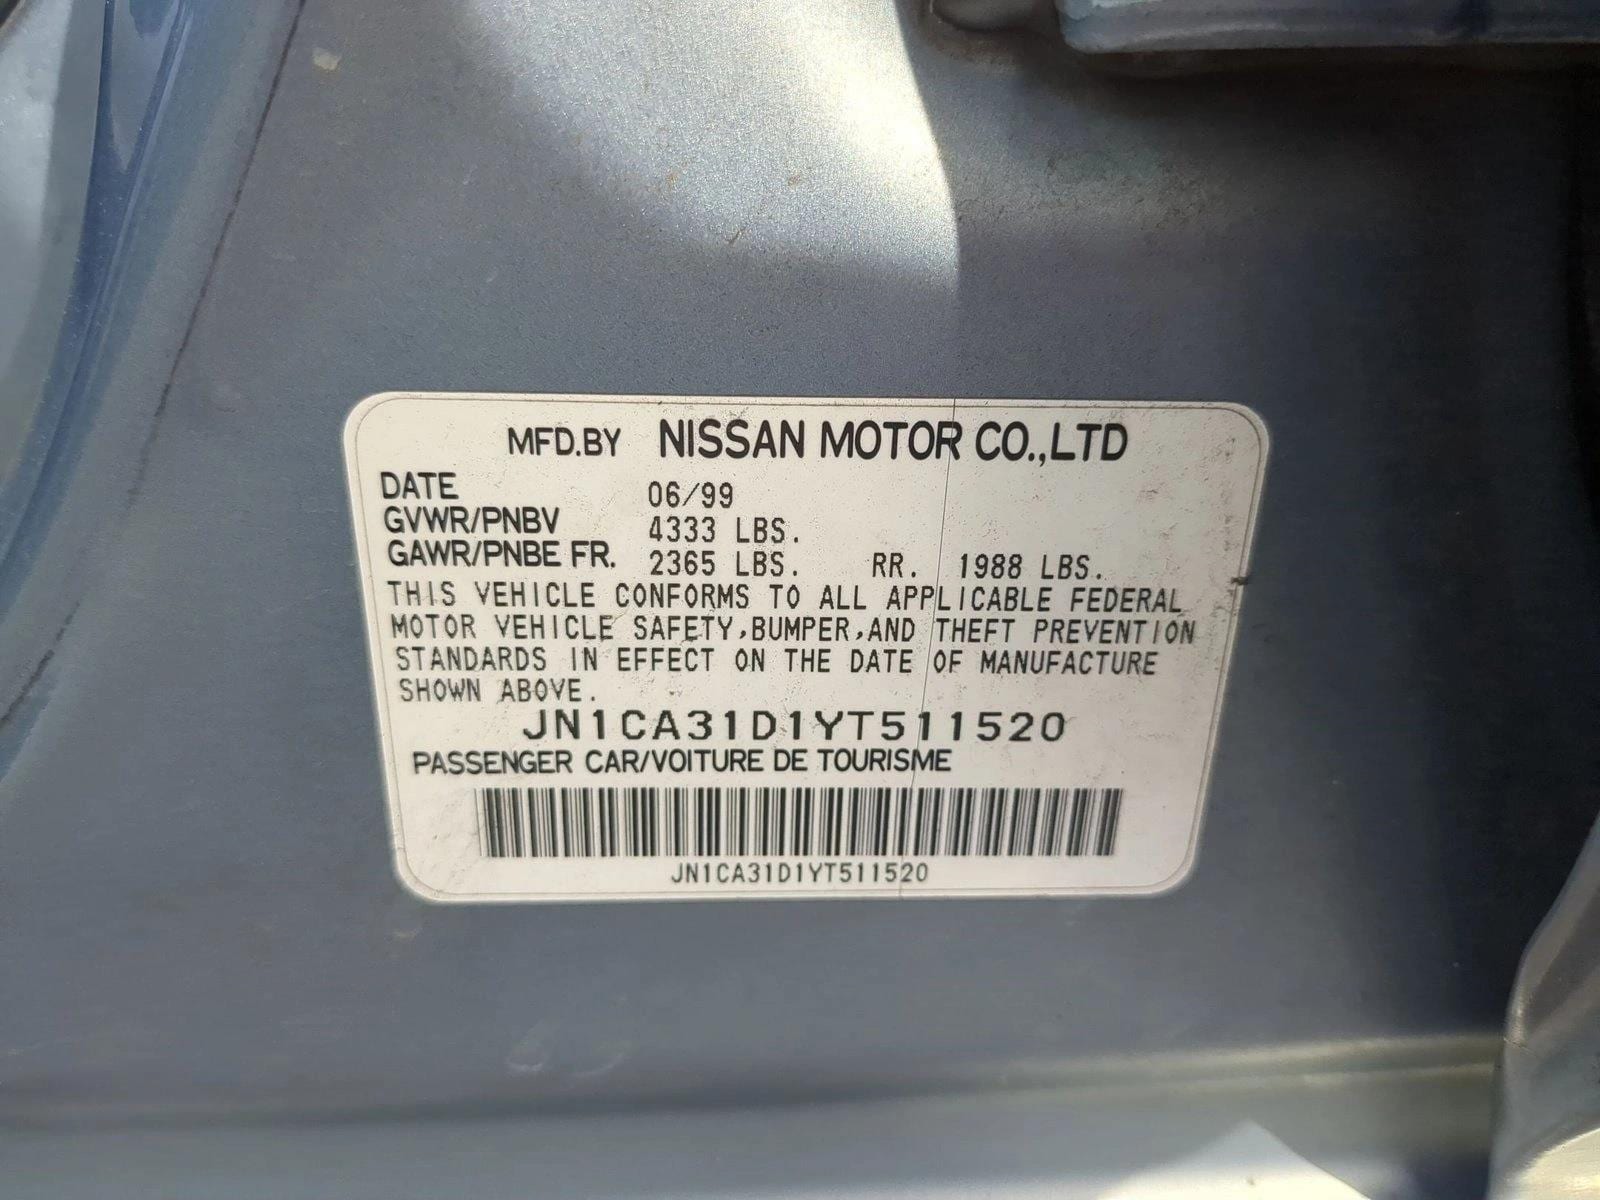 MFD.BY NISSAN MOTOR CO.,LTD
DATE 06/99
GVWR/PNBV 4333 LBS.
GAWR/PNBE FR. 2365 LBS. RR. 1988 LBS.
THIS VEHICLE CONFORMS TO ALL APPLICABLE FEDERAL
MOTOR VEHICLE SAFETY,BUMPER,AND THEFT PREVENTION
STANDARDS IN EFFECT ON THE DATE OF MANUFACTURE
SHOWN ABOVE.
JN1CA31D1YT511520
PASSENGER CAR/VOITURE DE TOURISME
JN1CA31D1YT511520